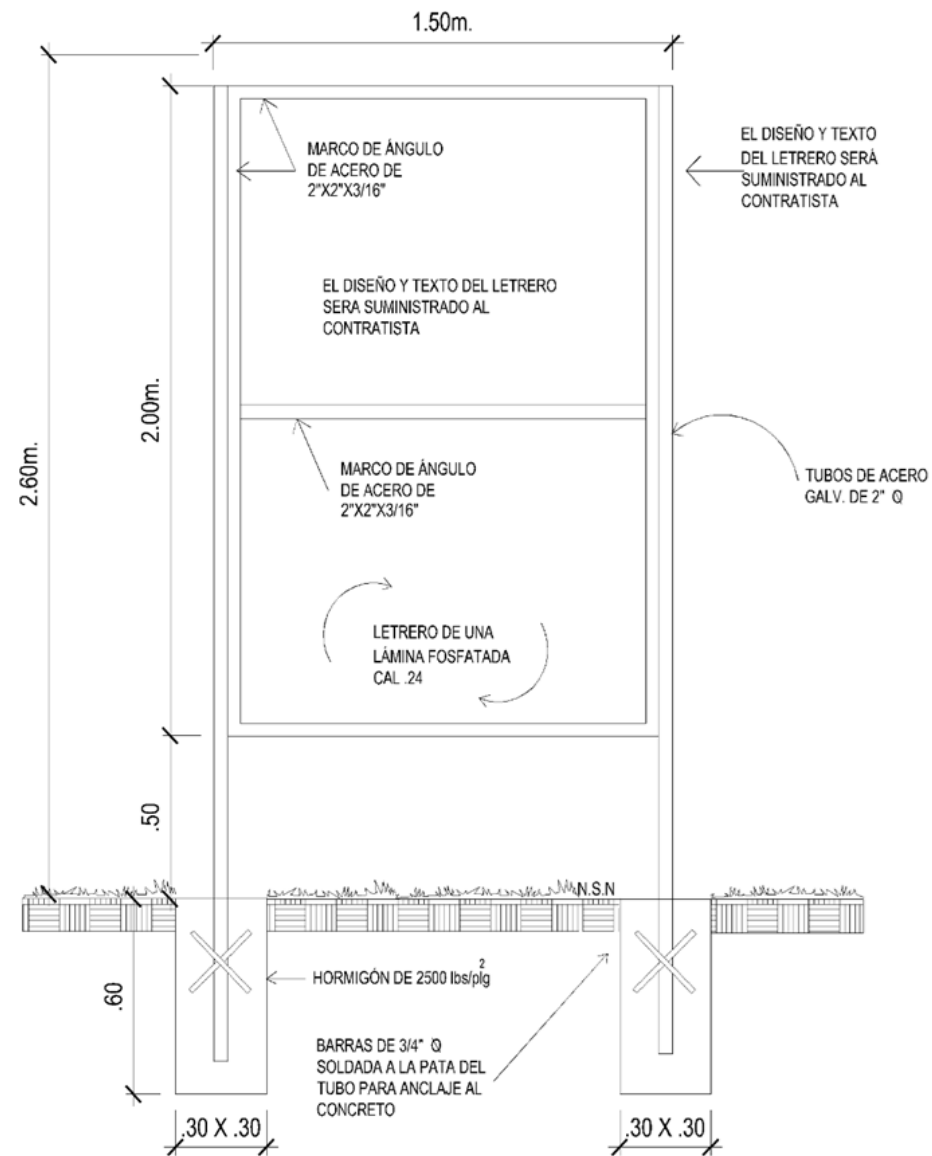 1.50m.
MARCO DE ÁNGULO
DE ACERO DE
2"X2"X3/16"
EL DISEÑO Y TEXTO
DEL LETRERO SERÁ
SUMINISTRADO AL
CONTRATISTA
EL DISEÑO Y TEXTO DEL LETRERO
SERA SUMINISTRADO AL
CONTRATISTA
2.00m.
2.60m.
MARCO DE ÁNGULO
DE ACERO DE
2"X2"X3/16"
TUBOS DE ACERO
GALV. DE 2" Q
LETRERO DE UNA
LÁMINA FOSFATADA
CAL .24
.50
N.S.N
HORMIGÓN DE 2500 lbs/plg²
.60
BARRAS DE 3/4" Q
SOLDADA A LA PATA DEL
TUBO PARA ANCLAJE AL
CONCRETO
.30 X .30
.30 X .30